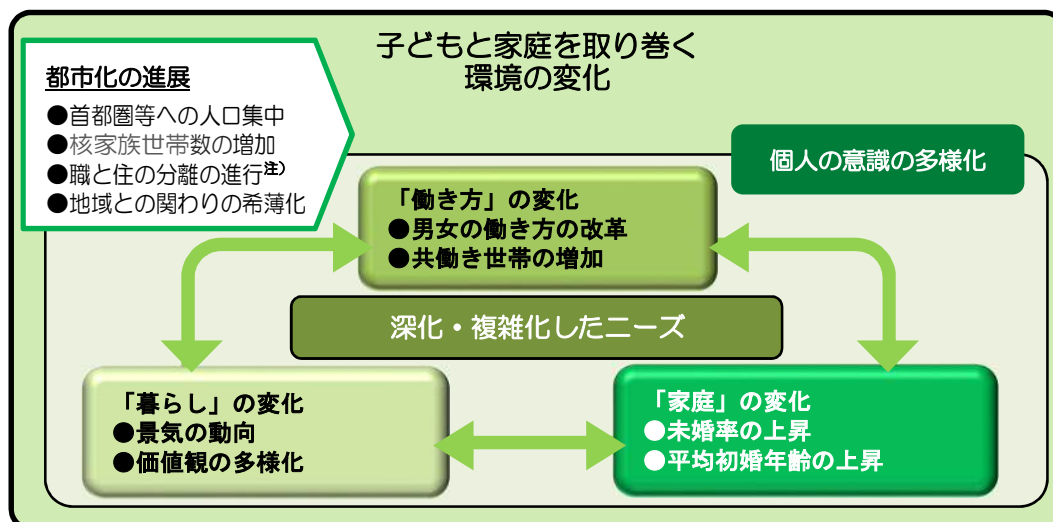 子どもと家庭を取り巻く
環境の変化
都市化の進展
●首都圏等への人口集中
●核家族世帯数の増加
●職と住の分離の進行注）
●地域との関わりの希薄化
個人の意識の多様化
「働き方」の変化
●男女の働き方の改革
●共働き世帯の増加
深化・複雑化したニーズ
「暮らし」の変化
●景気の動向
●価値観の多様化
「家庭」の変化
●未婚率の上昇
●平均初婚年齢の上昇